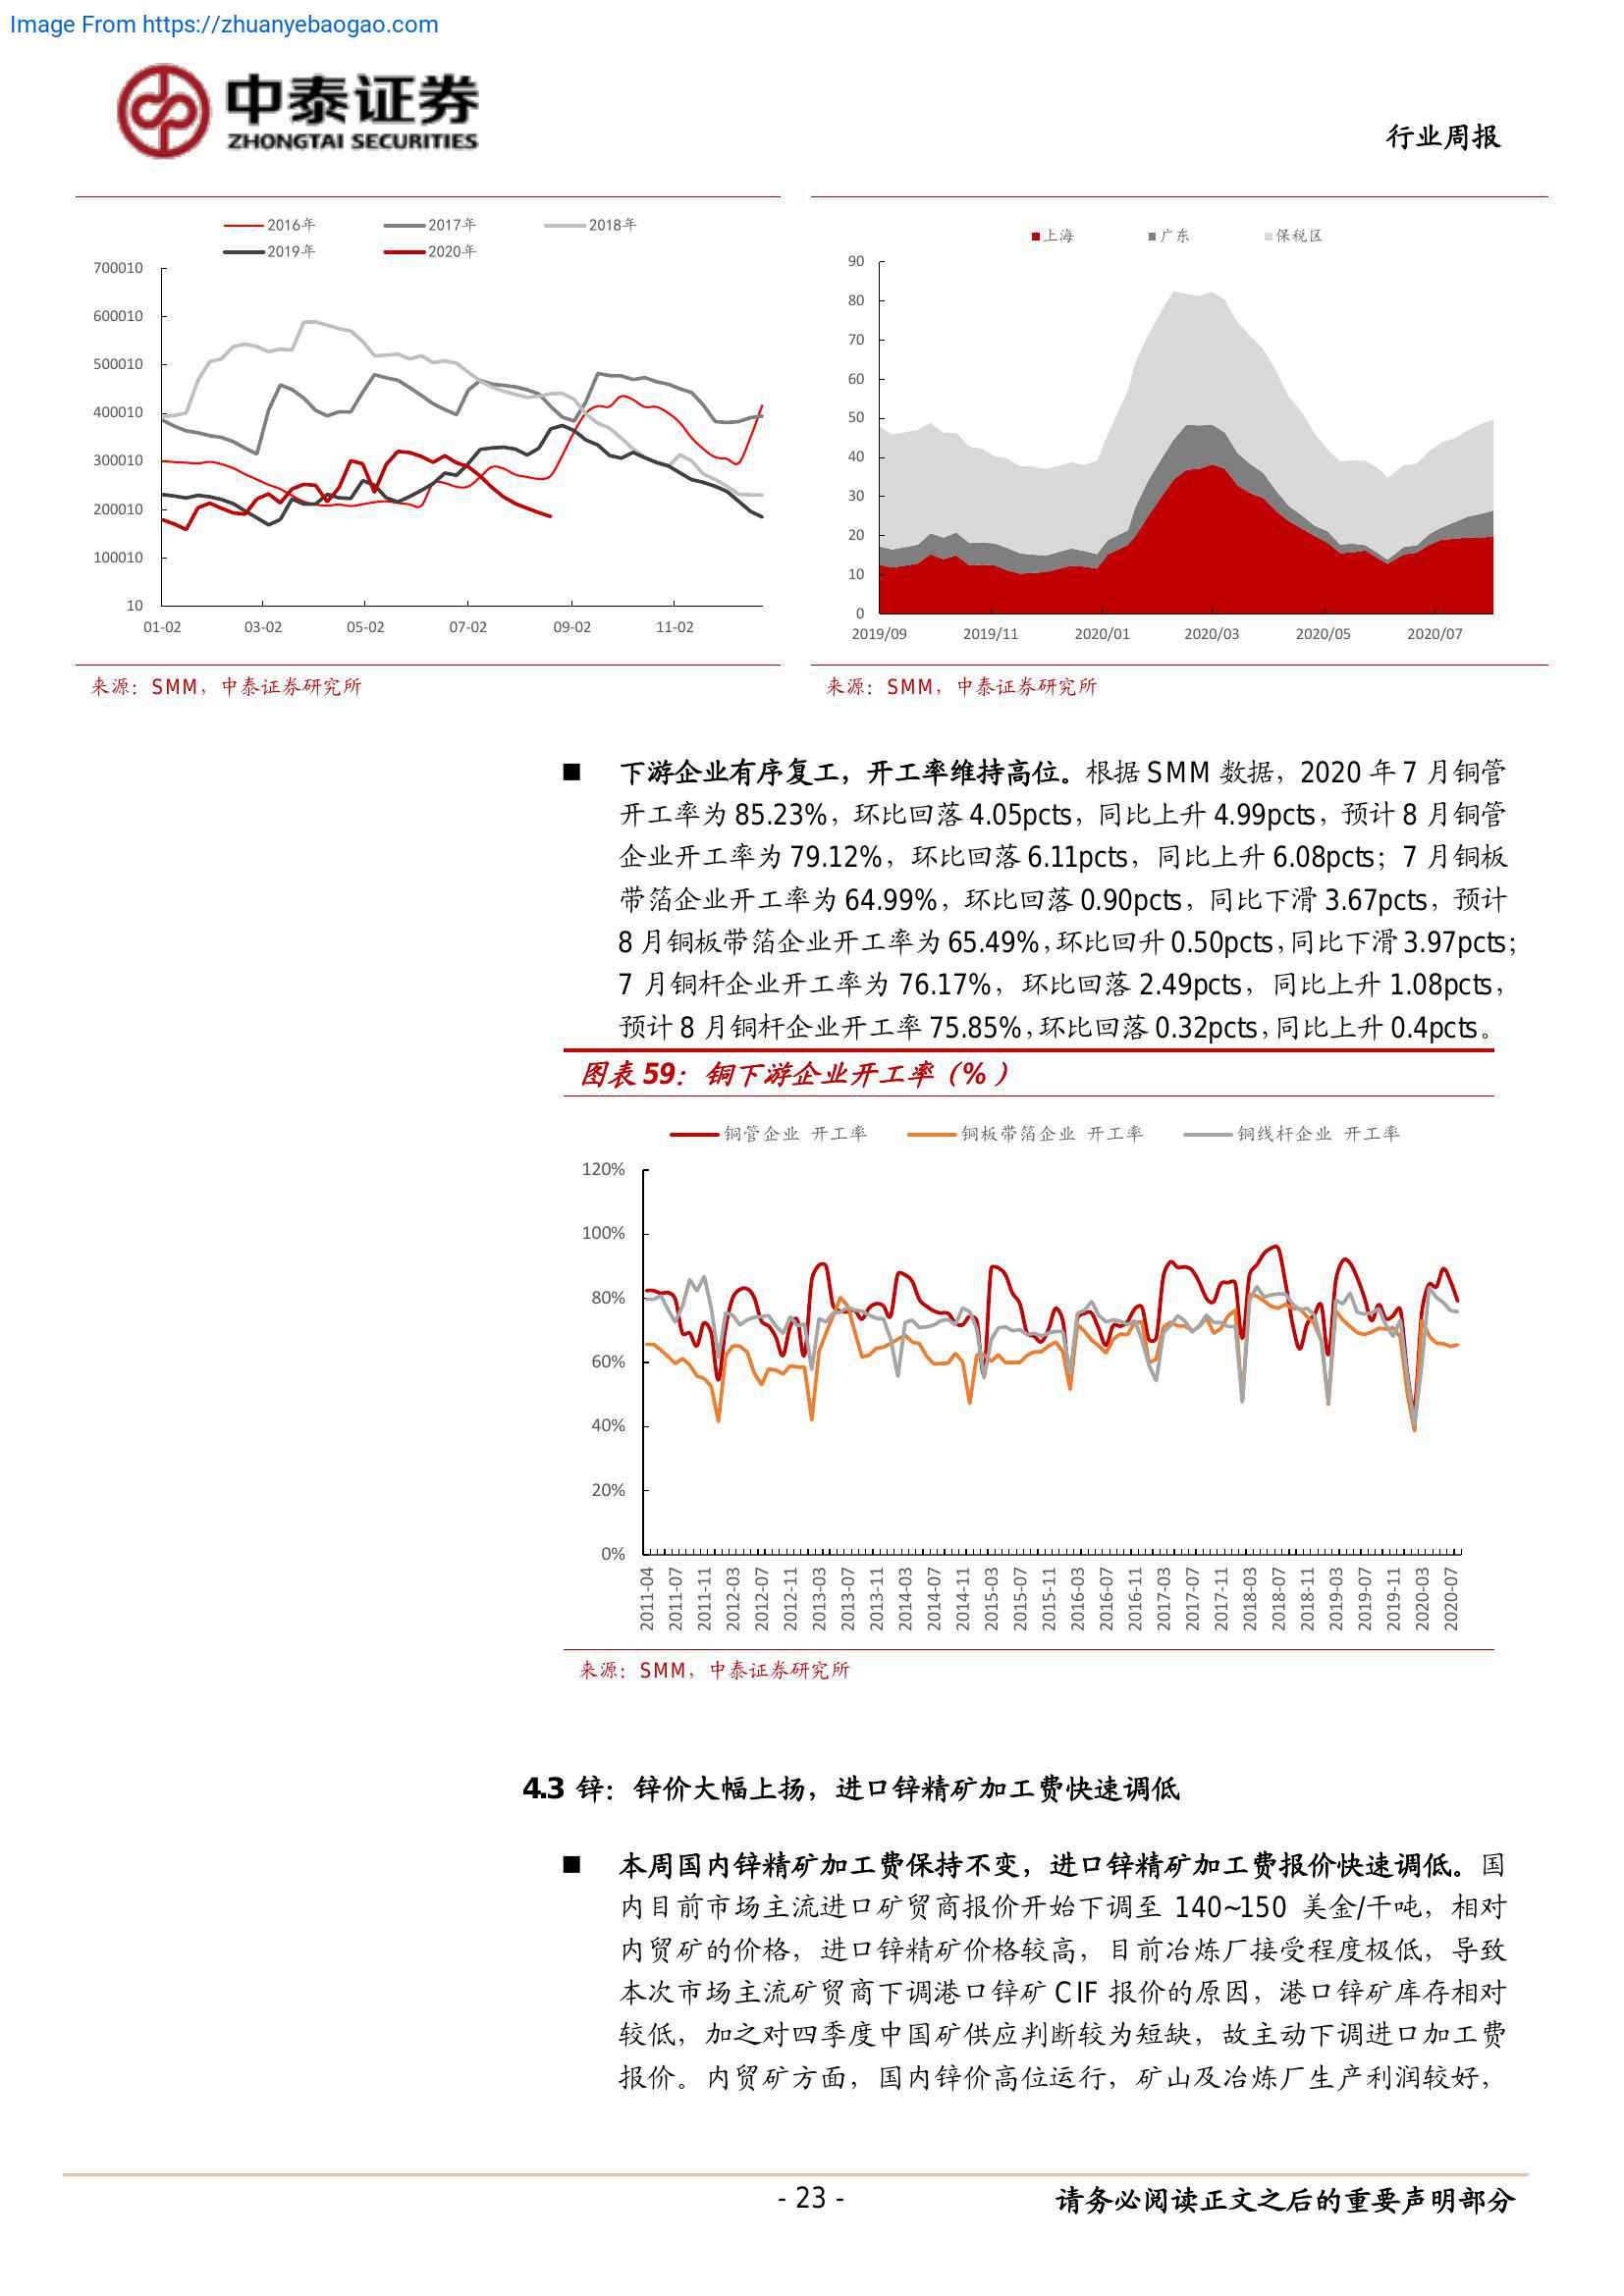 Image From https://zhuanyebaogao.com
中泰证券
ZHONGTAI SECURITIES
行业周报
2016年 2017年 2018年
2019年 2020年
700010
600010
500010
400010
300010
200010
100010
10
01-02 03-02 05-02 07-02 09-02 11-02
上海 广东 保税区
90
80
70
60
50
40
30
20
10
0
2019/09 2019/11 2020/01 2020/03 2020/05 2020/07
来源：SMM，中泰证券研究所
来源：SMM，中泰证券研究所
■ 下游企业有序复工，开工率维持高位。根据 SMM 数据，2020 年 7 月铜管
开工率为 85.23%，环比回落 4.05pcts，同比上升 4.99pcts，预计 8 月铜管
企业开工率为 79.12%，环比回落 6.11pcts，同比上升 6.08pcts；7 月铜板
带箔企业开工率为 64.99%，环比回落 0.90pcts，同比下滑 3.67pcts，预计
8 月铜板带箔企业开工率为 65.49%，环比回升 0.50pcts，同比下滑 3.97pcts；
7 月铜杆企业开工率为 76.17%，环比回落 2.49pcts，同比上升 1.08pcts，
预计 8 月铜杆企业开工率 75.85%，环比回落 0.32pcts，同比上升 0.4pcts。
图表 59：铜下游企业开工率（%）
铜管企业 开工率 铜板带箔企业 开工率 铜线杆企业 开工率
120%
100%
80%
60%
40%
20%
0%
2011-04 2011-07 2011-11 2012-03 2012-07 2012-11 2013-03 2013-07 2013-11 2014-03 2014-07 2014-11 2015-03 2015-07 2015-11 2016-03 2016-07 2016-11 2017-03 2017-07 2017-11 2018-03 2018-07 2018-11 2019-03 2019-07 2019-11 2020-03 2020-07
来源：SMM，中泰证券研究所
4.3 锌：锌价大幅上扬，进口锌精矿加工费快速调低
■ 本周国内锌精矿加工费保持不变，进口锌精矿加工费报价快速调低。国
内目前市场主流进口矿贸商报价开始下调至 140~150 美金/干吨，相对
内贸矿的价格，进口锌精矿价格较高，目前冶炼厂接受程度极低，导致
本次市场主流矿贸商下调港口锌矿 CIF 报价的原因，港口锌矿库存相对
较低，加之对四季度中国矿供应判断较为短缺，故主动下调进口加工费
报价。内贸矿方面，国内锌价高位运行，矿山及冶炼厂生产利润较好，
- 23 -
请务必阅读正文之后的重要声明部分